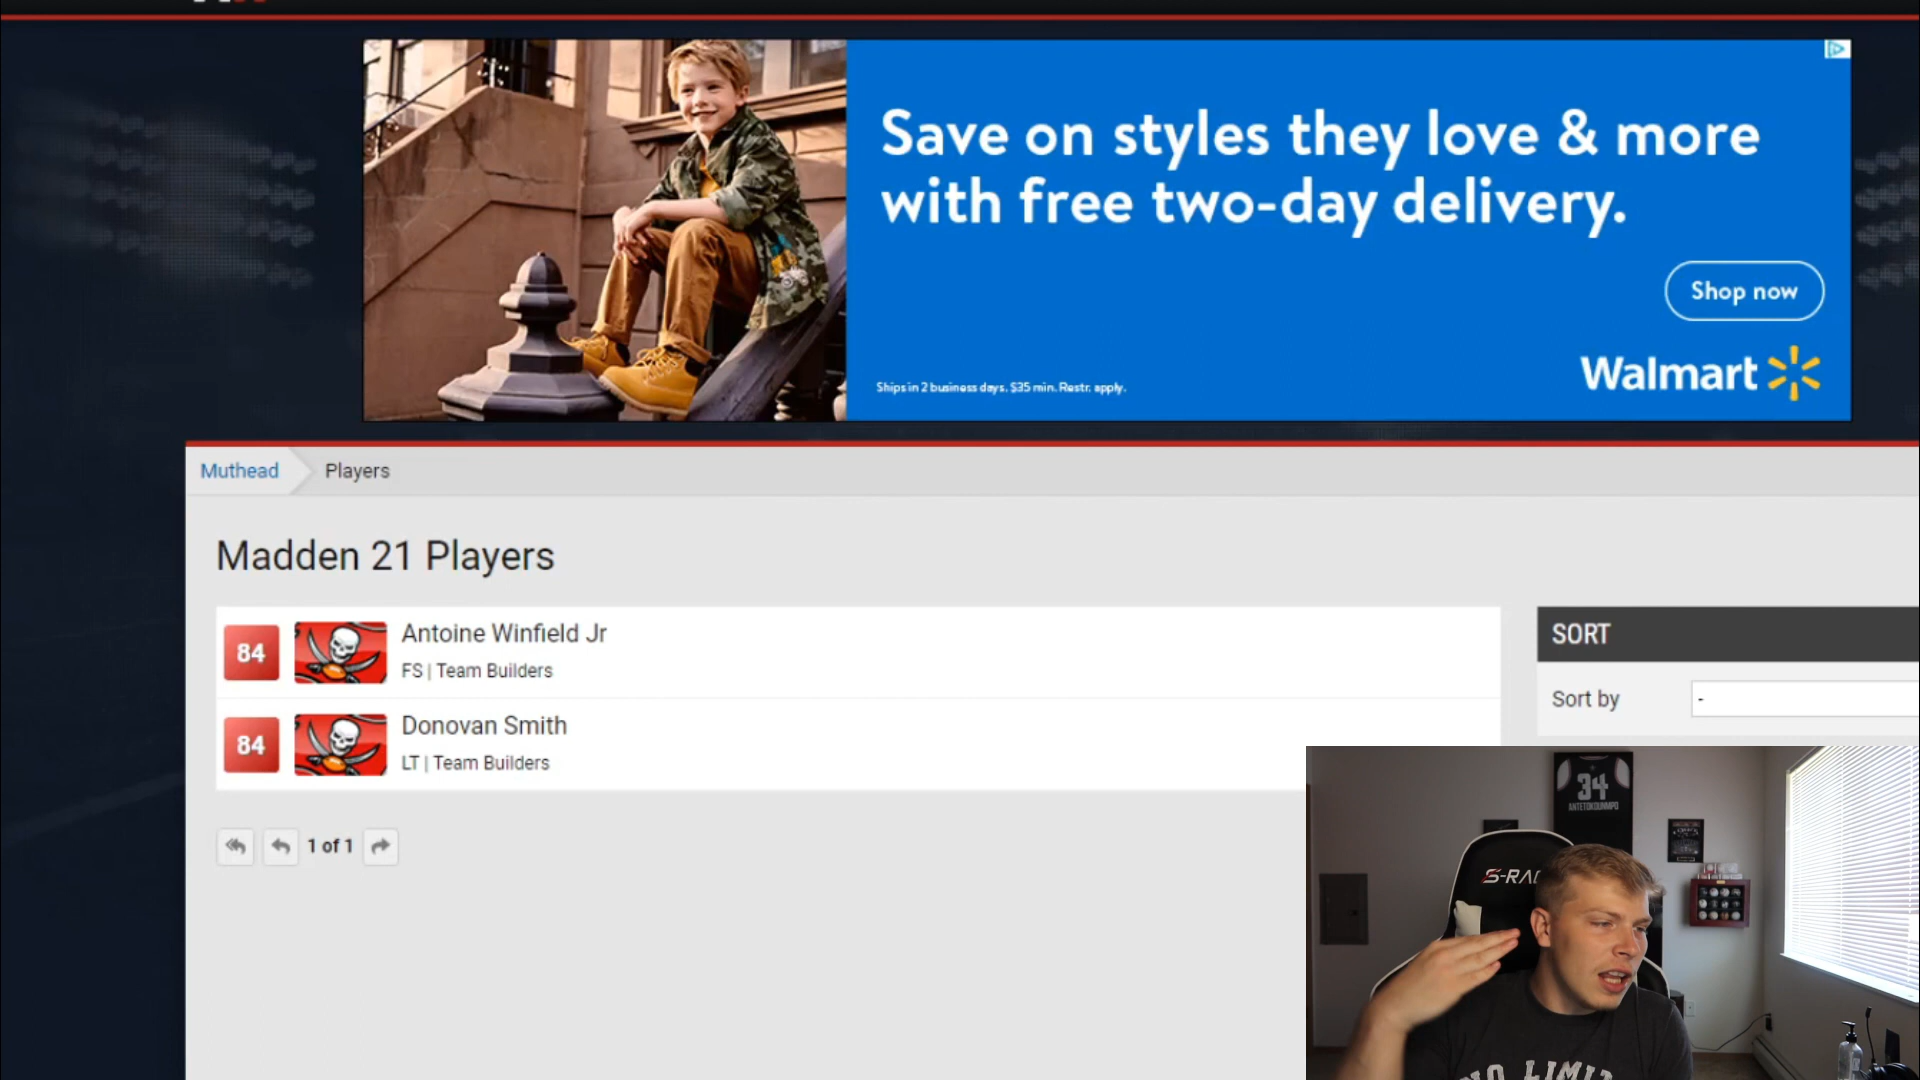 Save on styles they love & more
with free two-day delivery.
Shop now
Walmart
Ships in 2 business days. $35 min. Restr. apply.
Muthead
Players
Madden 21 Players
84
Antoine Winfield Jr
FS | Team Builders
84
Donovan Smith
LT | Team Builders
SORT
Sort by
-
1 of 1
34
ANTETOKOUNMPO